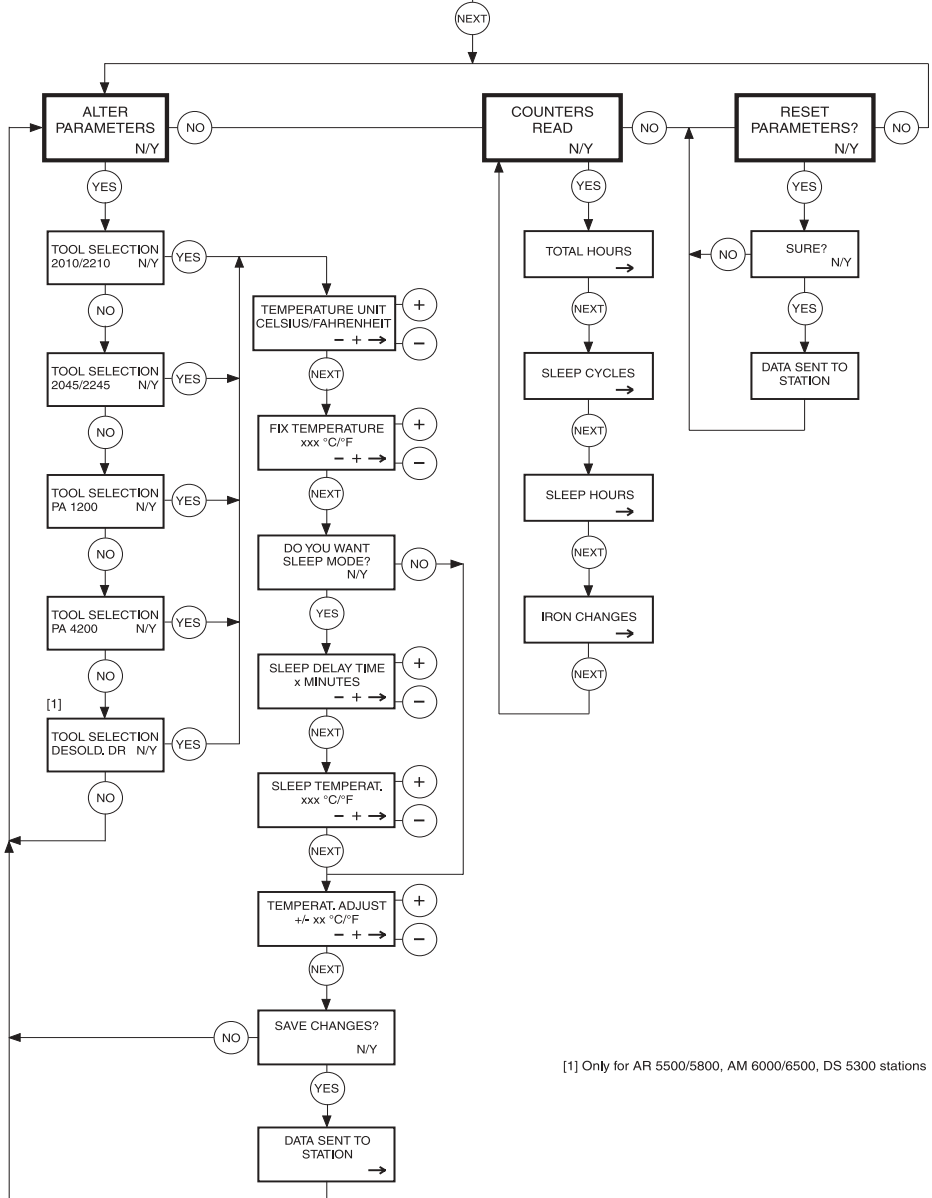 NEXT
ALTER
PARAMETERS
N/Y
NO
COUNTERS
READ
N/Y
NO
RESET
PARAMETERS?
N/Y
NO
YES
YES
YES
TOOL SELECTION
2010/2210 N/Y
YES
TOTAL HOURS
→
NO
SURE?
N/Y
NO
TEMPERATURE UNIT
CELSIUS/FAHRENHEIT
− + →
+
−
NEXT
YES
TOOL SELECTION
2045/2245 N/Y
YES
NEXT
SLEEP CYCLES
→
DATA SENT TO
STATION
NO
FIX TEMPERATURE
xxx °C/°F
− + →
+
−
NEXT
TOOL SELECTION
PA 1200 N/Y
YES
NEXT
SLEEP HOURS
→
NO
DO YOU WANT
SLEEP MODE?
N/Y
NO
NEXT
TOOL SELECTION
PA 4200 N/Y
YES
YES
IRON CHANGES
→
NO
SLEEP DELAY TIME
x MINUTES
− + →
+
−
NEXT
[1]
TOOL SELECTION
DESOLD. DR N/Y
YES
NEXT
NO
SLEEP TEMPERAT.
xxx °C/°F
− + →
+
−
NEXT
TEMPERAT. ADJUST
+/- xx °C/°F
− + →
+
−
NEXT
SAVE CHANGES?
N/Y
NO
[1] Only for AR 5500/5800, AM 6000/6500, DS 5300 stations
YES
DATA SENT TO
STATION
→